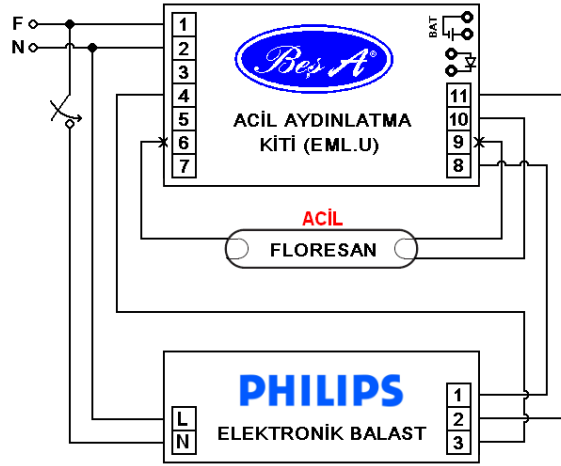 F
N
1
2
3
4
5
6
7
Beş A®
BAT
11
10
9
8
ACİL AYDINLATMA
KİTİ (EML.U)
ACİL
FLORESAN
PHILIPS
ELEKTRONİK BALAST
L
N
1
2
3